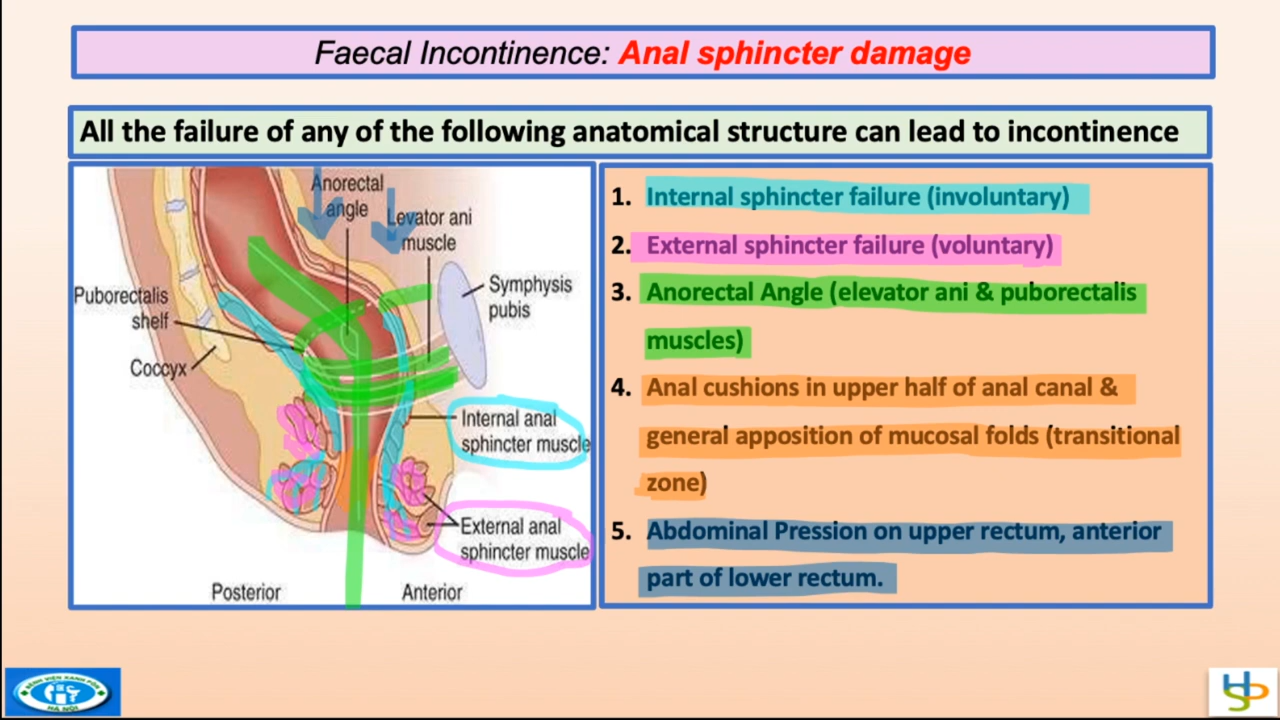 Faecal Incontinence: Anal sphincter damage
All the failure of any of the following anatomical structure can lead to incontinence
Anorectal
angle
Levator ani
muscle
Symphysis
pubis
Puborectalis
shelf
Coccyx
Internal anal
sphincter muscle
External anal
sphincter muscle
Posterior
Anterior
1. Internal sphincter failure (involuntary)
2. External sphincter failure (voluntary)
3. Anorectal Angle (elevator ani & puborectalis
muscles)
4. Anal cushions in upper half of anal canal &
general apposition of mucosal folds (transitional
zone)
5. Abdominal Pression on upper rectum, anterior
part of lower rectum.
HÀ NỘI